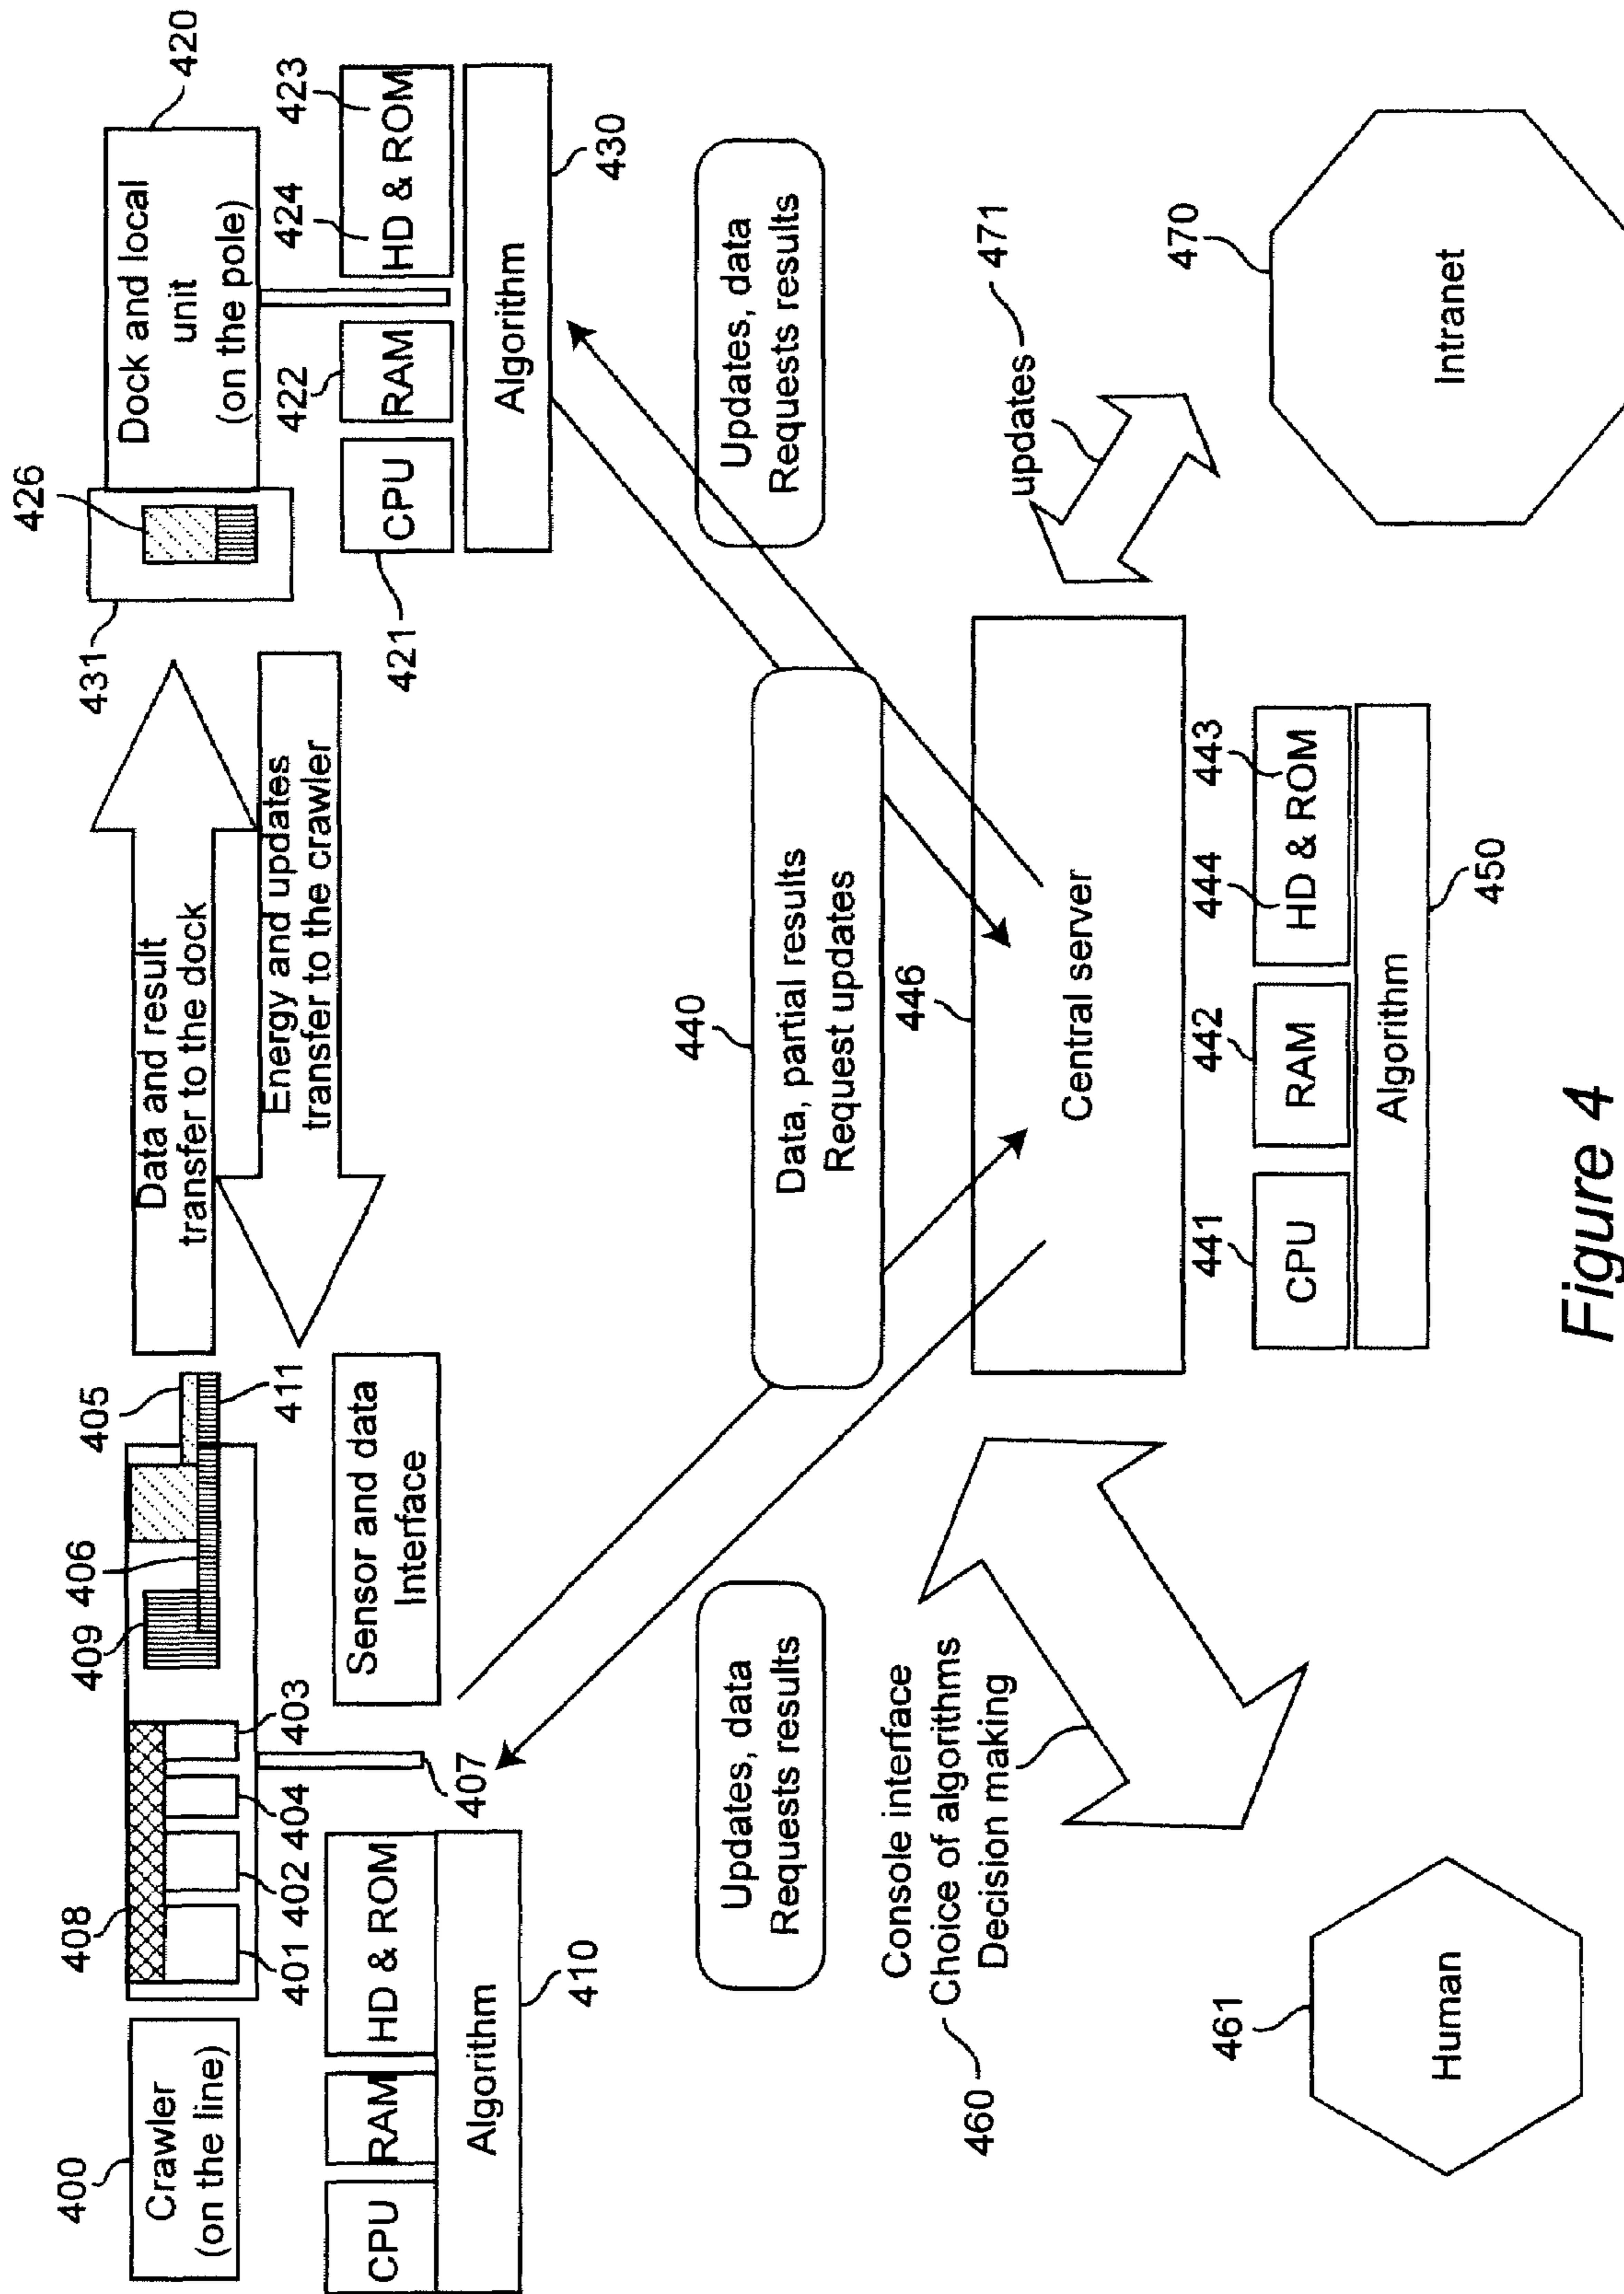 400
Crawler
(on the line)
408
401
402
404
403
409
406
405
411
407
CPU
RAM
HD & ROM
Algorithm
410
Sensor and data
Interface
Data and result
transfer to the dock
Energy and updates
transfer to the crawler
431
426
Dock and local
unit
(on the pole)
420
421
422
424
423
CPU
RAM
HD & ROM
Algorithm
430
Updates, data
Requests results
440
Data, partial results
Request updates
Updates, data
Requests results
446
Central server
441
442
444
443
CPU
RAM
HD & ROM
Algorithm
450
Console interface
Choice of algorithms
Decision making
460
461
Human
updates
471
470
Intranet
Figure 4